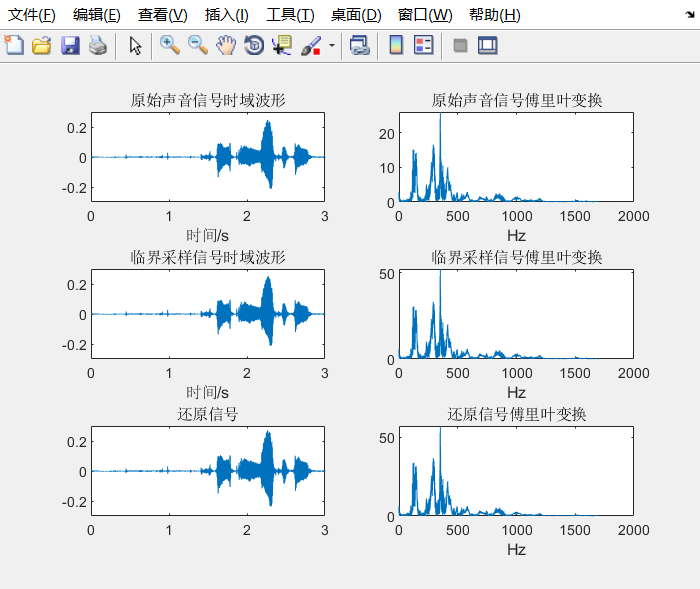 文件(F) 编辑(E) 查看(V) 插入(I) 工具(T) 桌面(D) 窗口(W) 帮助(H)
原始声音信号时域波形
0.2
0
-0.2
0 1 2 3
时间/s
原始声音信号傅里叶变换
20
10
0
0 500 1000 1500 2000
Hz
临界采样信号时域波形
0.2
0
-0.2
0 1 2 3
时间/s
临界采样信号傅里叶变换
50
0
0 500 1000 1500 2000
Hz
还原信号
0.2
0
-0.2
0 1 2 3
还原信号傅里叶变换
50
0
0 500 1000 1500 2000
Hz